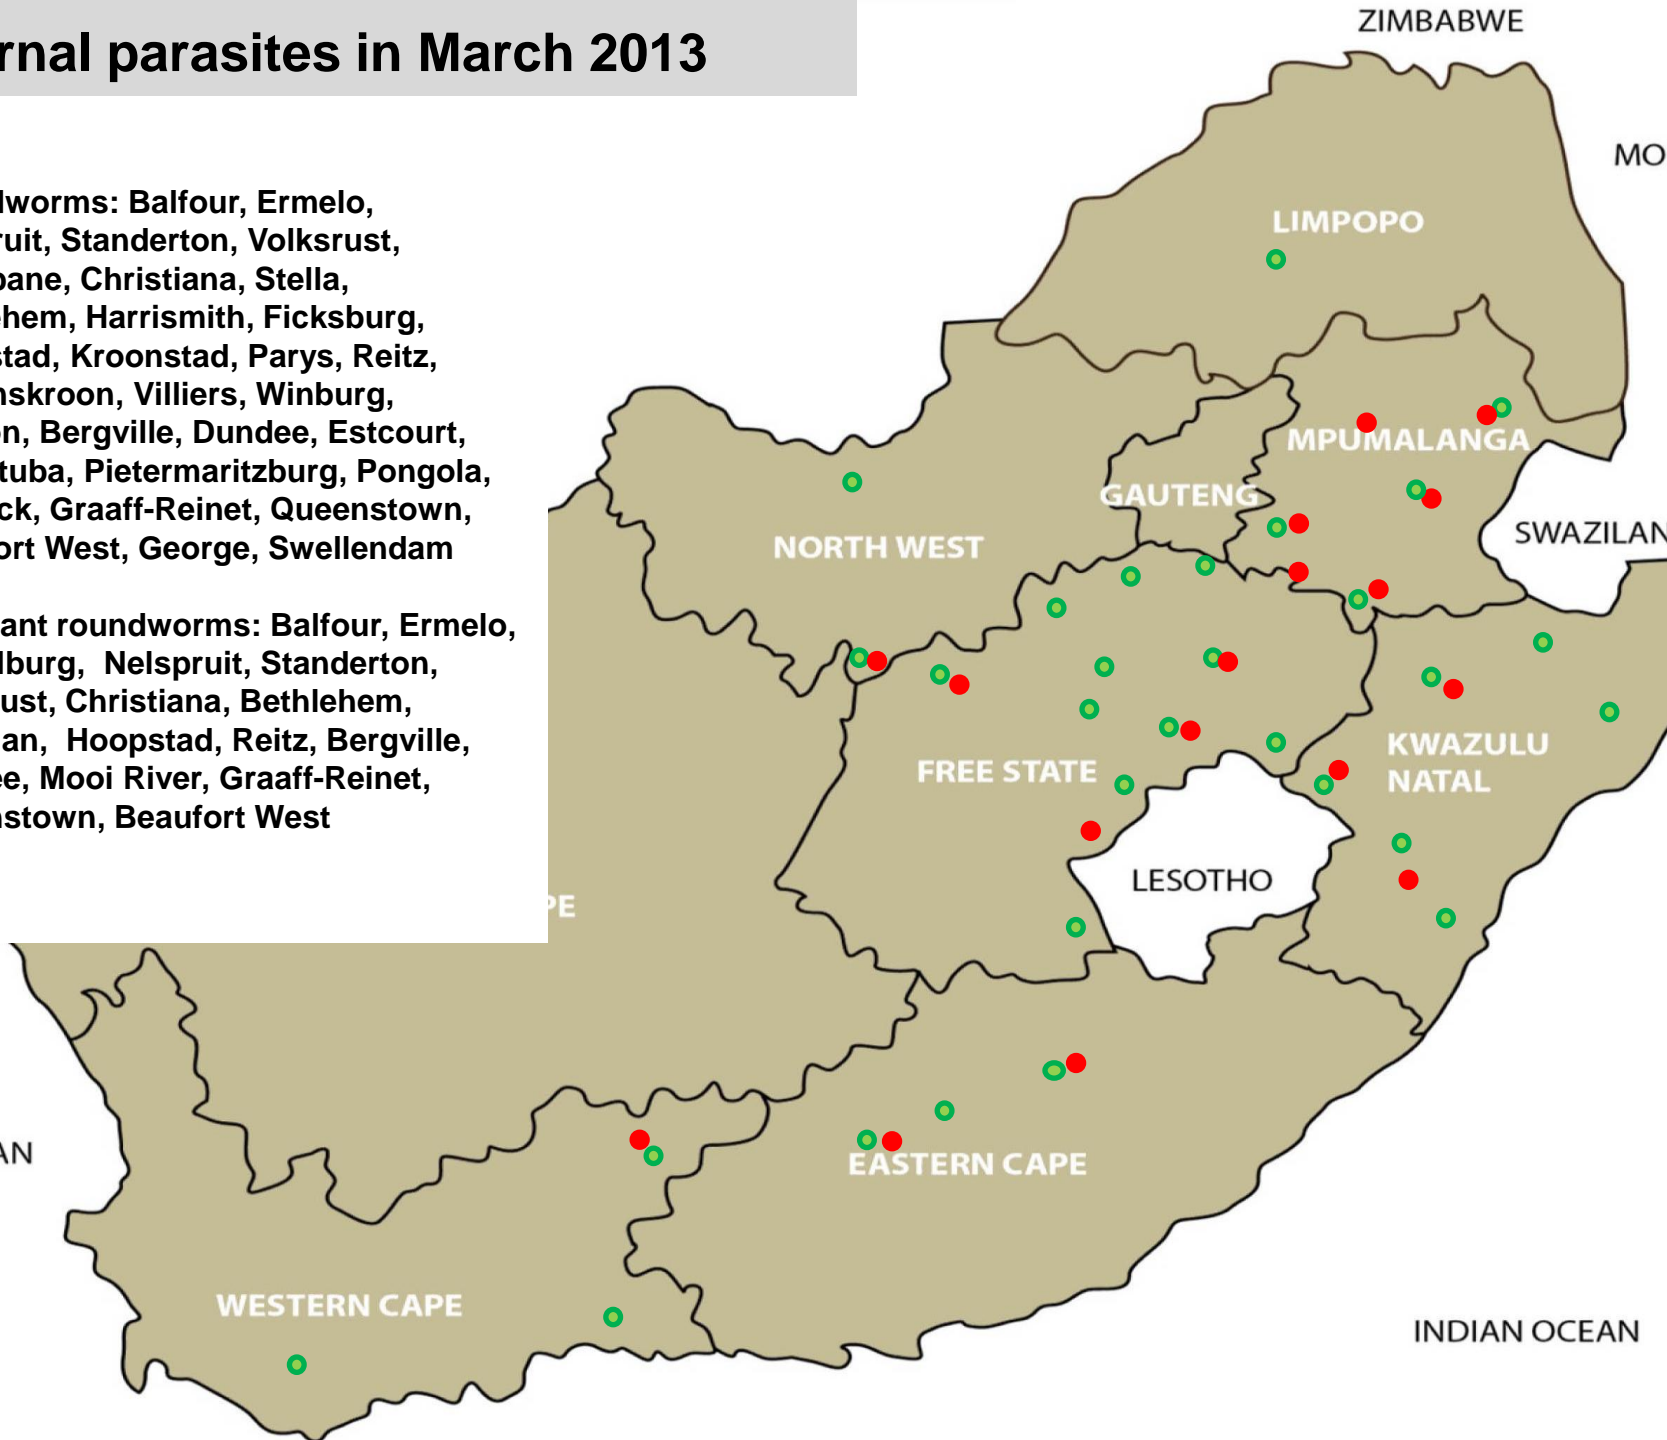 rnal parasites in March 2013
lworms: Balfour, Ermelo,
ruit, Standerton, Volksrust,
bane, Christiana, Stella,
ehem, Harrismith, Ficksburg,
stad, Kroonstad, Parys, Reitz,
nskroon, Villiers, Winburg,
on, Bergville, Dundee, Estcourt,
tuba, Pietermaritzburg, Pongola,
ck, Graaff-Reinet, Queenstown,
ort West, George, Swellendam
ant roundworms: Balfour, Ermelo,
lburg, Nelspruit, Standerton,
ust, Christiana, Bethlehem,
an, Hoopstad, Reitz, Bergville,
ee, Mooi River, Graaff-Reinet,
nstown, Beaufort West
ZIMBABWE
MO
LIMPOPO
MPUMALANGA
GAUTENG
SWAZILAN
NORTH WEST
KWAZULU
NATAL
FREE STATE
LESOTHO
PE
AN
EASTERN CAPE
WESTERN CAPE
INDIAN OCEAN